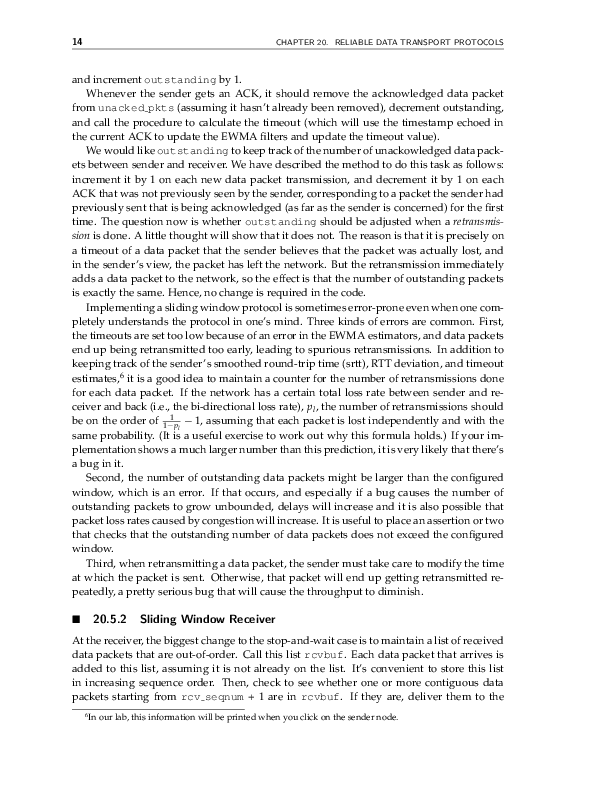 14
CHAPTER 20. RELIABLE DATA TRANSPORT PROTOCOLS
and increment outstanding by 1.
Whenever the sender gets an ACK, it should remove the acknowledged data packet
from unacked_pkts (assuming it hasn't already been removed), decrement outstanding,
and call the procedure to calculate the timeout (which will use the timestamp echoed in
the current ACK to update the EWMA filters and update the timeout value).
We would like outstanding to keep track of the number of unackowledged data pack-
ets between sender and receiver. We have described the method to do this task as follows:
increment it by 1 on each new data packet transmission, and decrement it by 1 on each
ACK that was not previously seen by the sender, corresponding to a packet the sender had
previously sent that is being acknowledged (as far as the sender is concerned) for the first
time. The question now is whether outstanding should be adjusted when a retransmis-
sion is done. A little thought will show that it does not. The reason is that it is precisely on
a timeout of a data packet that the sender believes that the packet was actually lost, and
in the sender's view, the packet has left the network. But the retransmission immediately
adds a data packet to the network, so the effect is that the number of outstanding packets
is exactly the same. Hence, no change is required in the code.
Implementing a sliding window protocol is sometimes error-prone even when one com-
pletely understands the protocol in one's mind. Three kinds of errors are common. First,
the timeouts are set too low because of an error in the EWMA estimators, and data packets
end up being retransmitted too early, leading to spurious retransmissions. In addition to
keeping track of the sender's smoothed round-trip time (srtt), RTT deviation, and timeout
estimates,⁶ it is a good idea to maintain a counter for the number of retransmissions done
for each data packet. If the network has a certain total loss rate between sender and re-
ceiver and back (i.e., the bi-directional loss rate), pₗ, the number of retransmissions should
be on the order of 1/(1−pₗ) − 1, assuming that each packet is lost independently and with the
same probability. (It is a useful exercise to work out why this formula holds.) If your im-
plementation shows a much larger number than this prediction, it is very likely that there's
a bug in it.
Second, the number of outstanding data packets might be larger than the configured
window, which is an error. If that occurs, and especially if a bug causes the number of
outstanding packets to grow unbounded, delays will increase and it is also possible that
packet loss rates caused by congestion will increase. It is useful to place an assertion or two
that checks that the outstanding number of data packets does not exceed the configured
window.
Third, when retransmitting a data packet, the sender must take care to modify the time
at which the packet is sent. Otherwise, that packet will end up getting retransmitted re-
peatedly, a pretty serious bug that will cause the throughput to diminish.
■ 20.5.2 Sliding Window Receiver
At the receiver, the biggest change to the stop-and-wait case is to maintain a list of received
data packets that are out-of-order. Call this list rcvbuf. Each data packet that arrives is
added to this list, assuming it is not already on the list. It's convenient to store this list
in increasing sequence order. Then, check to see whether one or more contiguous data
packets starting from rcv_seqnum + 1 are in rcvbuf. If they are, deliver them to the
⁶In our lab, this information will be printed when you click on the sender node.